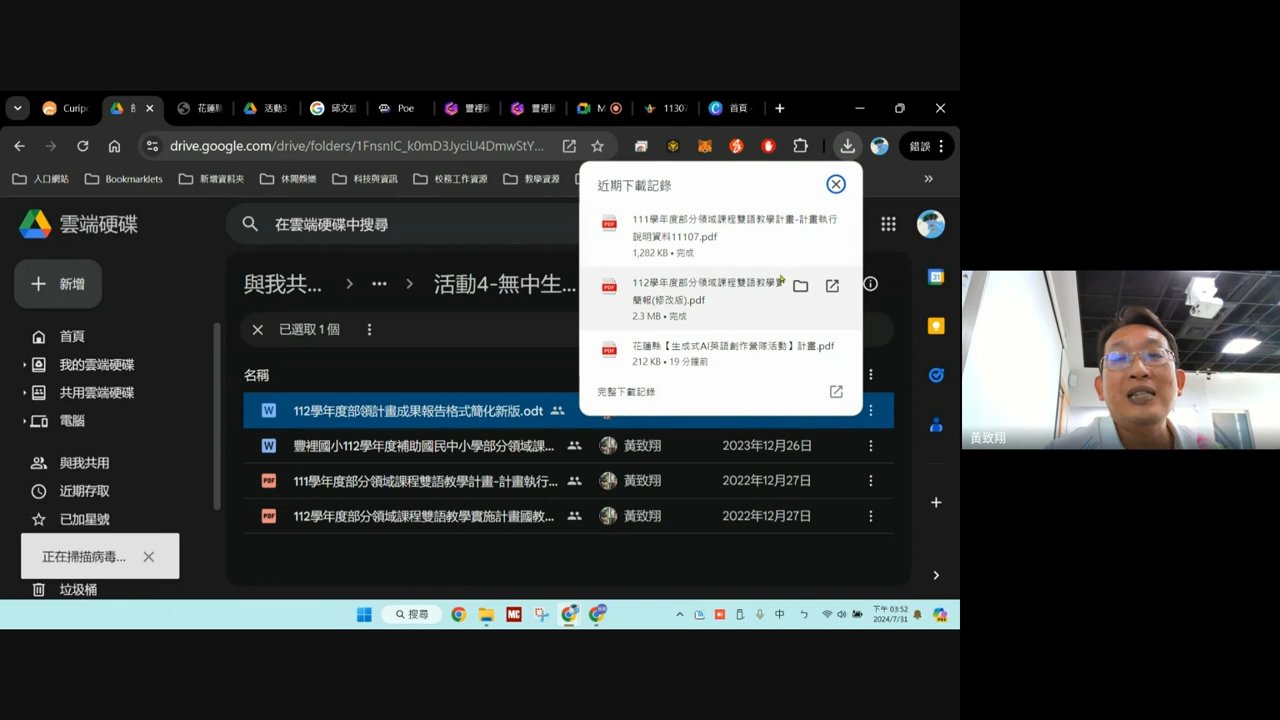 Curip
活動3
邱文盛
Poe
豐裡
豐裡
M
1130
首頁
drive.google.com/drive/folders/1FnsnIC_k0mD3JyciU4DmwStY...
錯誤
人口網站
Bookmarklets
新增資料夾
休閒娛樂
科技與資訊
校務工作資源
教學資源
近期下載記錄
111學年度部分領域課程雙語教學計畫-計畫執行
說明資料11107.pdf
1,282 KB • 完成
112學年度部分領域課程雙語教學
簡報(修改版).pdf
2.3 MB • 完成
花蓮縣【生成式AI英語創作營隊活動】計畫.pdf
212 KB • 19 分鐘前
完整下載記錄
雲端硬碟
在雲端硬碟中搜尋
新增
與我共... › ... › 活動4-無中生...
已選取 1 個
首頁
我的雲端硬碟
共用雲端硬碟
電腦
與我共用
近期存取
已加星號
垃圾桶
正在掃描病毒...
名稱
112學年度部領計畫成果報告格式簡化新版.odt
豐裡國小112學年度補助國民中小學部分領域課... 黃致翔 2023年12月26日
111學年度部分領域課程雙語教學計畫-計畫執行... 黃致翔 2022年12月27日
112學年度部分領域課程雙語教學實施計畫國教... 黃致翔 2022年12月27日
黃致翔
搜尋
MC
中
下午 03:52
2024/7/31